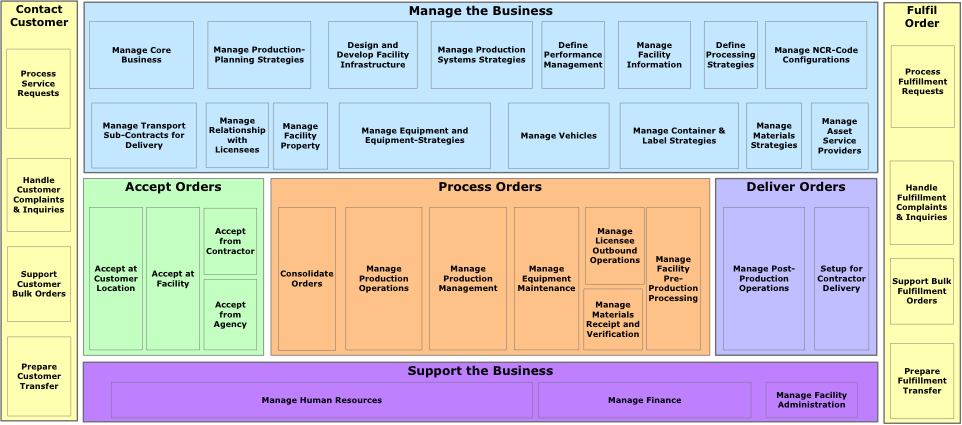 Contact
Customer
Process
Service
Requests
Handle
Customer
Complaints
& Inquiries
Support
Customer
Bulk Orders
Prepare
Customer
Transfer
Manage the Business
Manage Core
Business
Manage Production-
Planning Strategies
Design and
Develop Facility
Infrastructure
Manage Production
Systems Strategies
Define
Performance
Management
Manage
Facility
Information
Define
Processing
Strategies
Manage NCR-Code
Configurations
Manage Transport
Sub-Contracts for
Delivery
Manage
Relationship
with
Licensees
Manage
Facility
Property
Manage Equipment and
Equipment-Strategies
Manage Vehicles
Manage Container &
Label Strategies
Manage
Materials
Strategies
Manage
Asset
Service
Providers
Accept Orders
Accept at
Customer
Location
Accept at
Facility
Accept
from
Contractor
Accept
from
Agency
Process Orders
Consolidate
Orders
Manage
Production
Operations
Manage
Production
Management
Manage
Equipment
Maintenance
Manage
Licensee
Outbound
Operations
Manage
Materials
Receipt and
Verification
Manage
Facility
Pre-
Production
Processing
Deliver Orders
Manage Post-
Production
Operations
Setup for
Contractor
Delivery
Support the Business
Manage Human Resources
Manage Finance
Manage Facility
Administration
Fulfil
Order
Process
Fulfillment
Requests
Handle
Fulfillment
Complaints
& Inquiries
Support Bulk
Fulfillment
Orders
Prepare
Fulfillment
Transfer